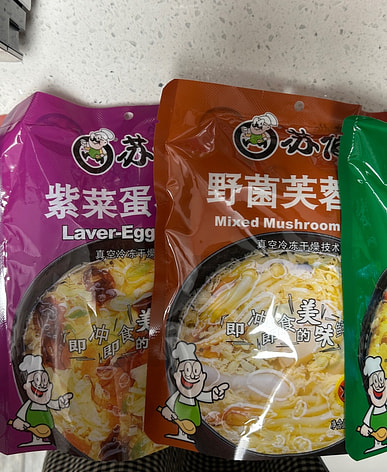 苏
紫菜蛋
Laver-Egg
真空冷冻干燥
即冲即食的美味
苏伯
野菌芙蓉
Mixed Mushroom
真空冷冻干燥技术
即冲即食的美味